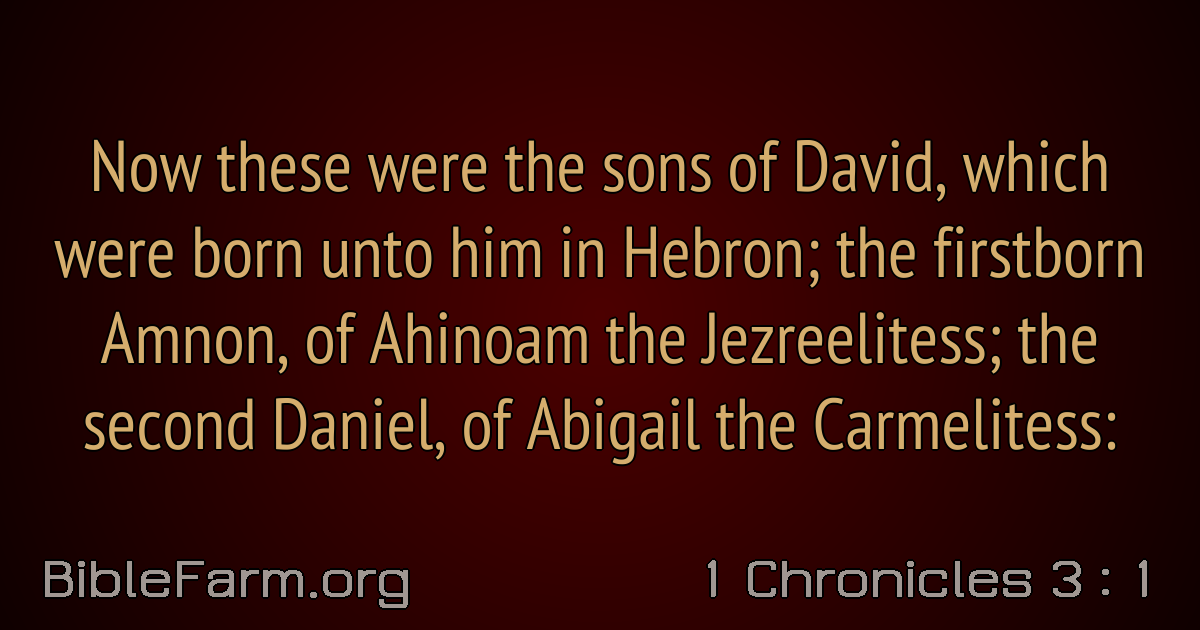 Now these were the sons of David, which
were born unto him in Hebron; the firstborn
Amnon, of Ahinoam the Jezreelitess; the
second Daniel, of Abigail the Carmelitess:
BibleFarm.org
1 Chronicles 3 : 1